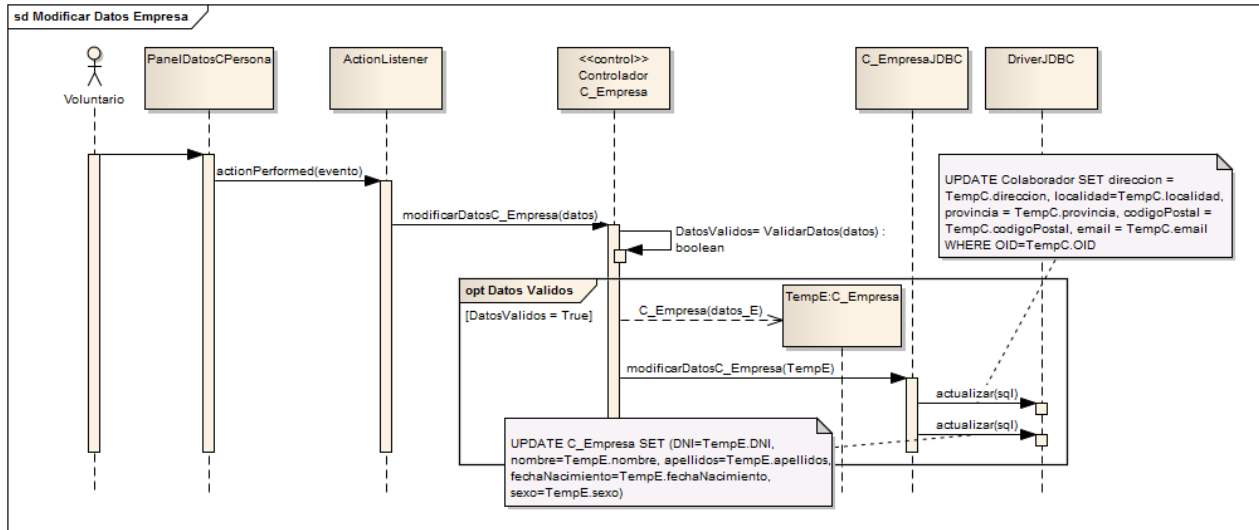 sd Modificar Datos Empresa
Voluntario
PanelDatosCPersona
ActionListener
<<control>>
Controlador
C_Empresa
C_EmpresaJDBC
DriverJDBC
actionPerformed(evento)
modificarDatosC_Empresa(datos)
DatosValidos= ValidarDatos(datos) :
boolean
UPDATE Colaborador SET direccion =
TempC.direccion, localidad=TempC.localidad,
provincia = TempC.provincia, codigoPostal =
TempC.codigoPostal, email = TempC.email
WHERE OID=TempC.OID
opt Datos Validos
[DatosValidos = True]
C_Empresa(datos_E)
TempE:C_Empresa
modificarDatosC_Empresa(TempE)
actualizar(sql)
actualizar(sql)
UPDATE C_Empresa SET (DNI=TempE.DNI,
nombre=TempE.nombre, apellidos=TempE.apellidos,
fechaNacimiento=TempE.fechaNacimiento,
sexo=TempE.sexo)